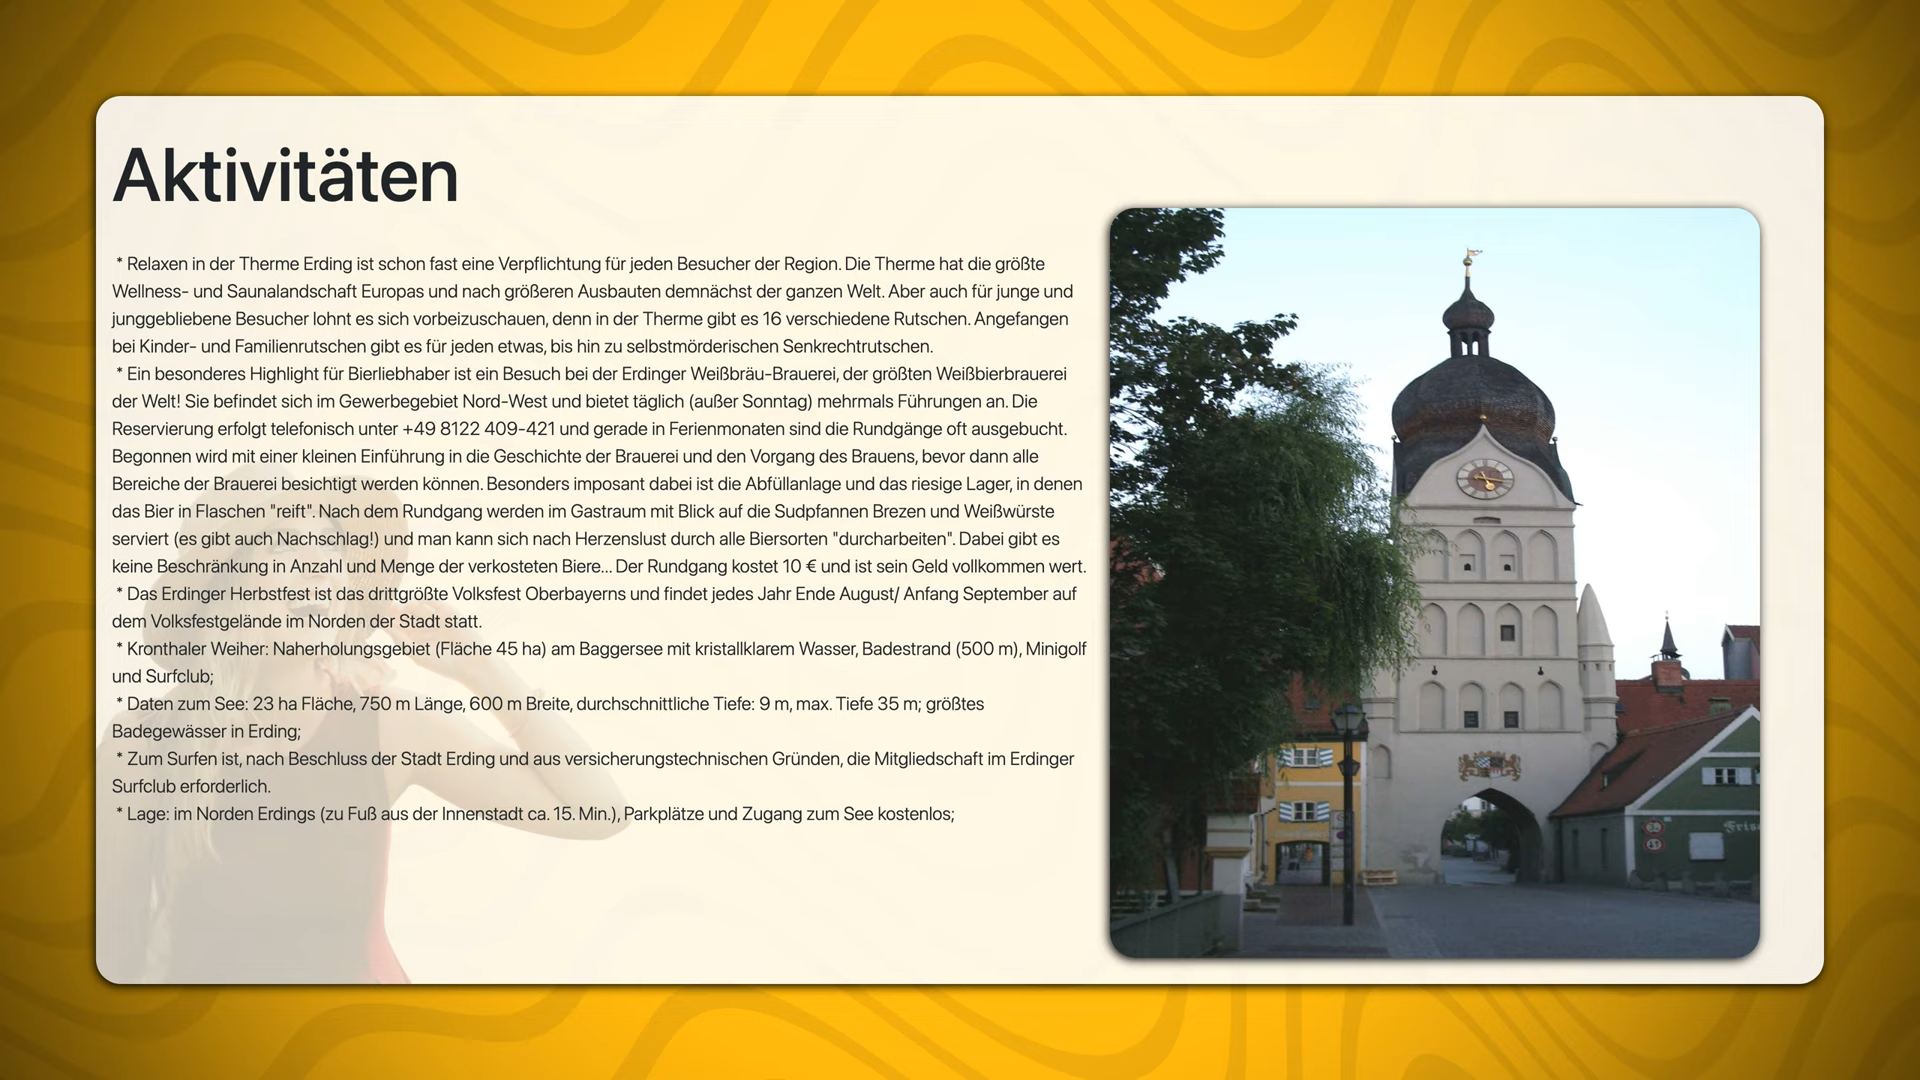 Aktivitäten
* Relaxen in der Therme Erding ist schon fast eine Verpflichtung für jeden Besucher der Region. Die Therme hat die größte
Wellness- und Saunalandschaft Europas und nach größeren Ausbauten demnächst der ganzen Welt. Aber auch für junge und
junggebliebene Besucher lohnt es sich vorbeizuschauen, denn in der Therme gibt es 16 verschiedene Rutschen. Angefangen
bei Kinder- und Familienrutschen gibt es für jeden etwas, bis hin zu selbstmörderischen Senkrechtrutschen.
* Ein besonderes Highlight für Bierliebhaber ist ein Besuch bei der Erdinger Weißbräu-Brauerei, der größten Weißbierbrauerei
der Welt! Sie befindet sich im Gewerbegebiet Nord-West und bietet täglich (außer Sonntag) mehrmals Führungen an. Die
Reservierung erfolgt telefonisch unter +49 8122 409-421 und gerade in Ferienmonaten sind die Rundgänge oft ausgebucht.
Begonnen wird mit einer kleinen Einführung in die Geschichte der Brauerei und den Vorgang des Brauens, bevor dann alle
Bereiche der Brauerei besichtigt werden können. Besonders imposant dabei ist die Abfüllanlage und das riesige Lager, in denen
das Bier in Flaschen "reift". Nach dem Rundgang werden im Gastraum mit Blick auf die Sudpfannen Brezen und Weißwürste
serviert (es gibt auch Nachschlag!) und man kann sich nach Herzenslust durch alle Biersorten "durcharbeiten". Dabei gibt es
keine Beschränkung in Anzahl und Menge der verkosteten Biere... Der Rundgang kostet 10 € und ist sein Geld vollkommen wert.
* Das Erdinger Herbstfest ist das drittgrößte Volksfest Oberbayerns und findet jedes Jahr Ende August/ Anfang September auf
dem Volksfestgelände im Norden der Stadt statt.
* Kronthaler Weiher: Naherholungsgebiet (Fläche 45 ha) am Baggersee mit kristallklarem Wasser, Badestrand (500 m), Minigolf
und Surfclub;
* Daten zum See: 23 ha Fläche, 750 m Länge, 600 m Breite, durchschnittliche Tiefe: 9 m, max. Tiefe 35 m; größtes
Badegewässer in Erding;
* Zum Surfen ist, nach Beschluss der Stadt Erding und aus versicherungstechnischen Gründen, die Mitgliedschaft im Erdinger
Surfclub erforderlich.
* Lage: im Norden Erdings (zu Fuß aus der Innenstadt ca. 15. Min.), Parkplätze und Zugang zum See kostenlos;